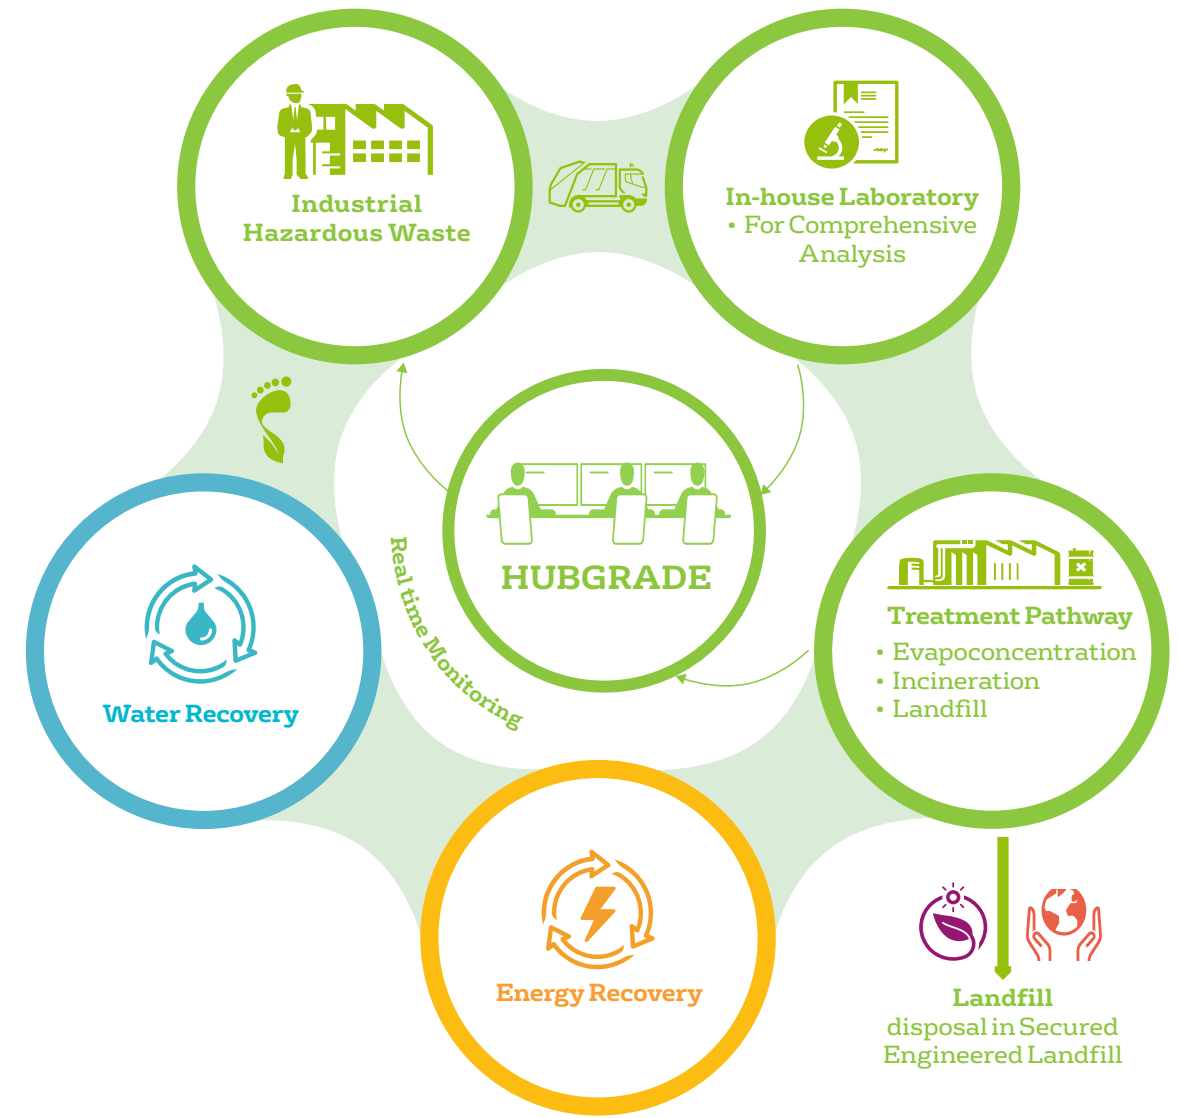 Industrial
Hazardous Waste
In-house Laboratory
• For Comprehensive
Analysis
HUBGRADE
Real time Monitoring
Treatment Pathway
• Evapoconcentration
• Incineration
• Landfill
Water Recovery
Energy Recovery
Landfill
disposal in Secured
Engineered Landfill